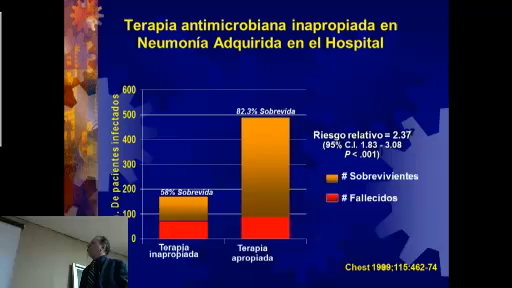 Terapia antimicrobiana inapropiada en
Neumonía Adquirida en el Hospital
De pacientes infectados
600
500
400
300
200
100
0
82.3% Sobrevida
58% Sobrevida
Terapia
inapropiada
Terapia
apropiada
Riesgo relativo = 2.37
(95% C.I. 1.83 - 3.08
P < .001)
# Sobrevivientes
# Fallecidos
Chest 1999;115:462-74